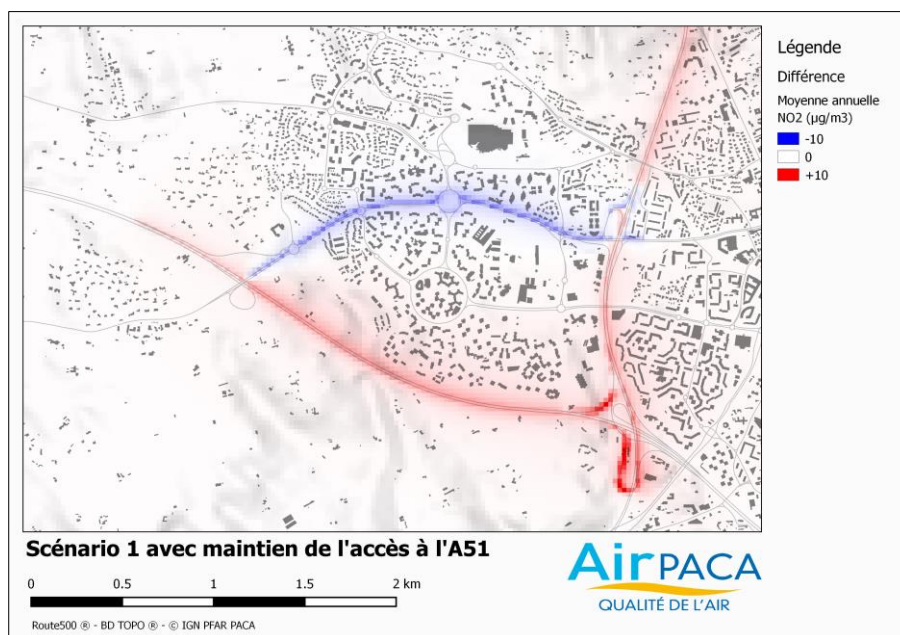 Légende
Différence
Moyenne annuelle
NO2 (µg/m3)
-10
0
+10
Scénario 1 avec maintien de l'accès à l'A51
0 0.5 1 1.5 2 km
Route500 ® - BD TOPO ® - © IGN PFAR PACA
AirPACA
QUALITÉ DE L'AIR